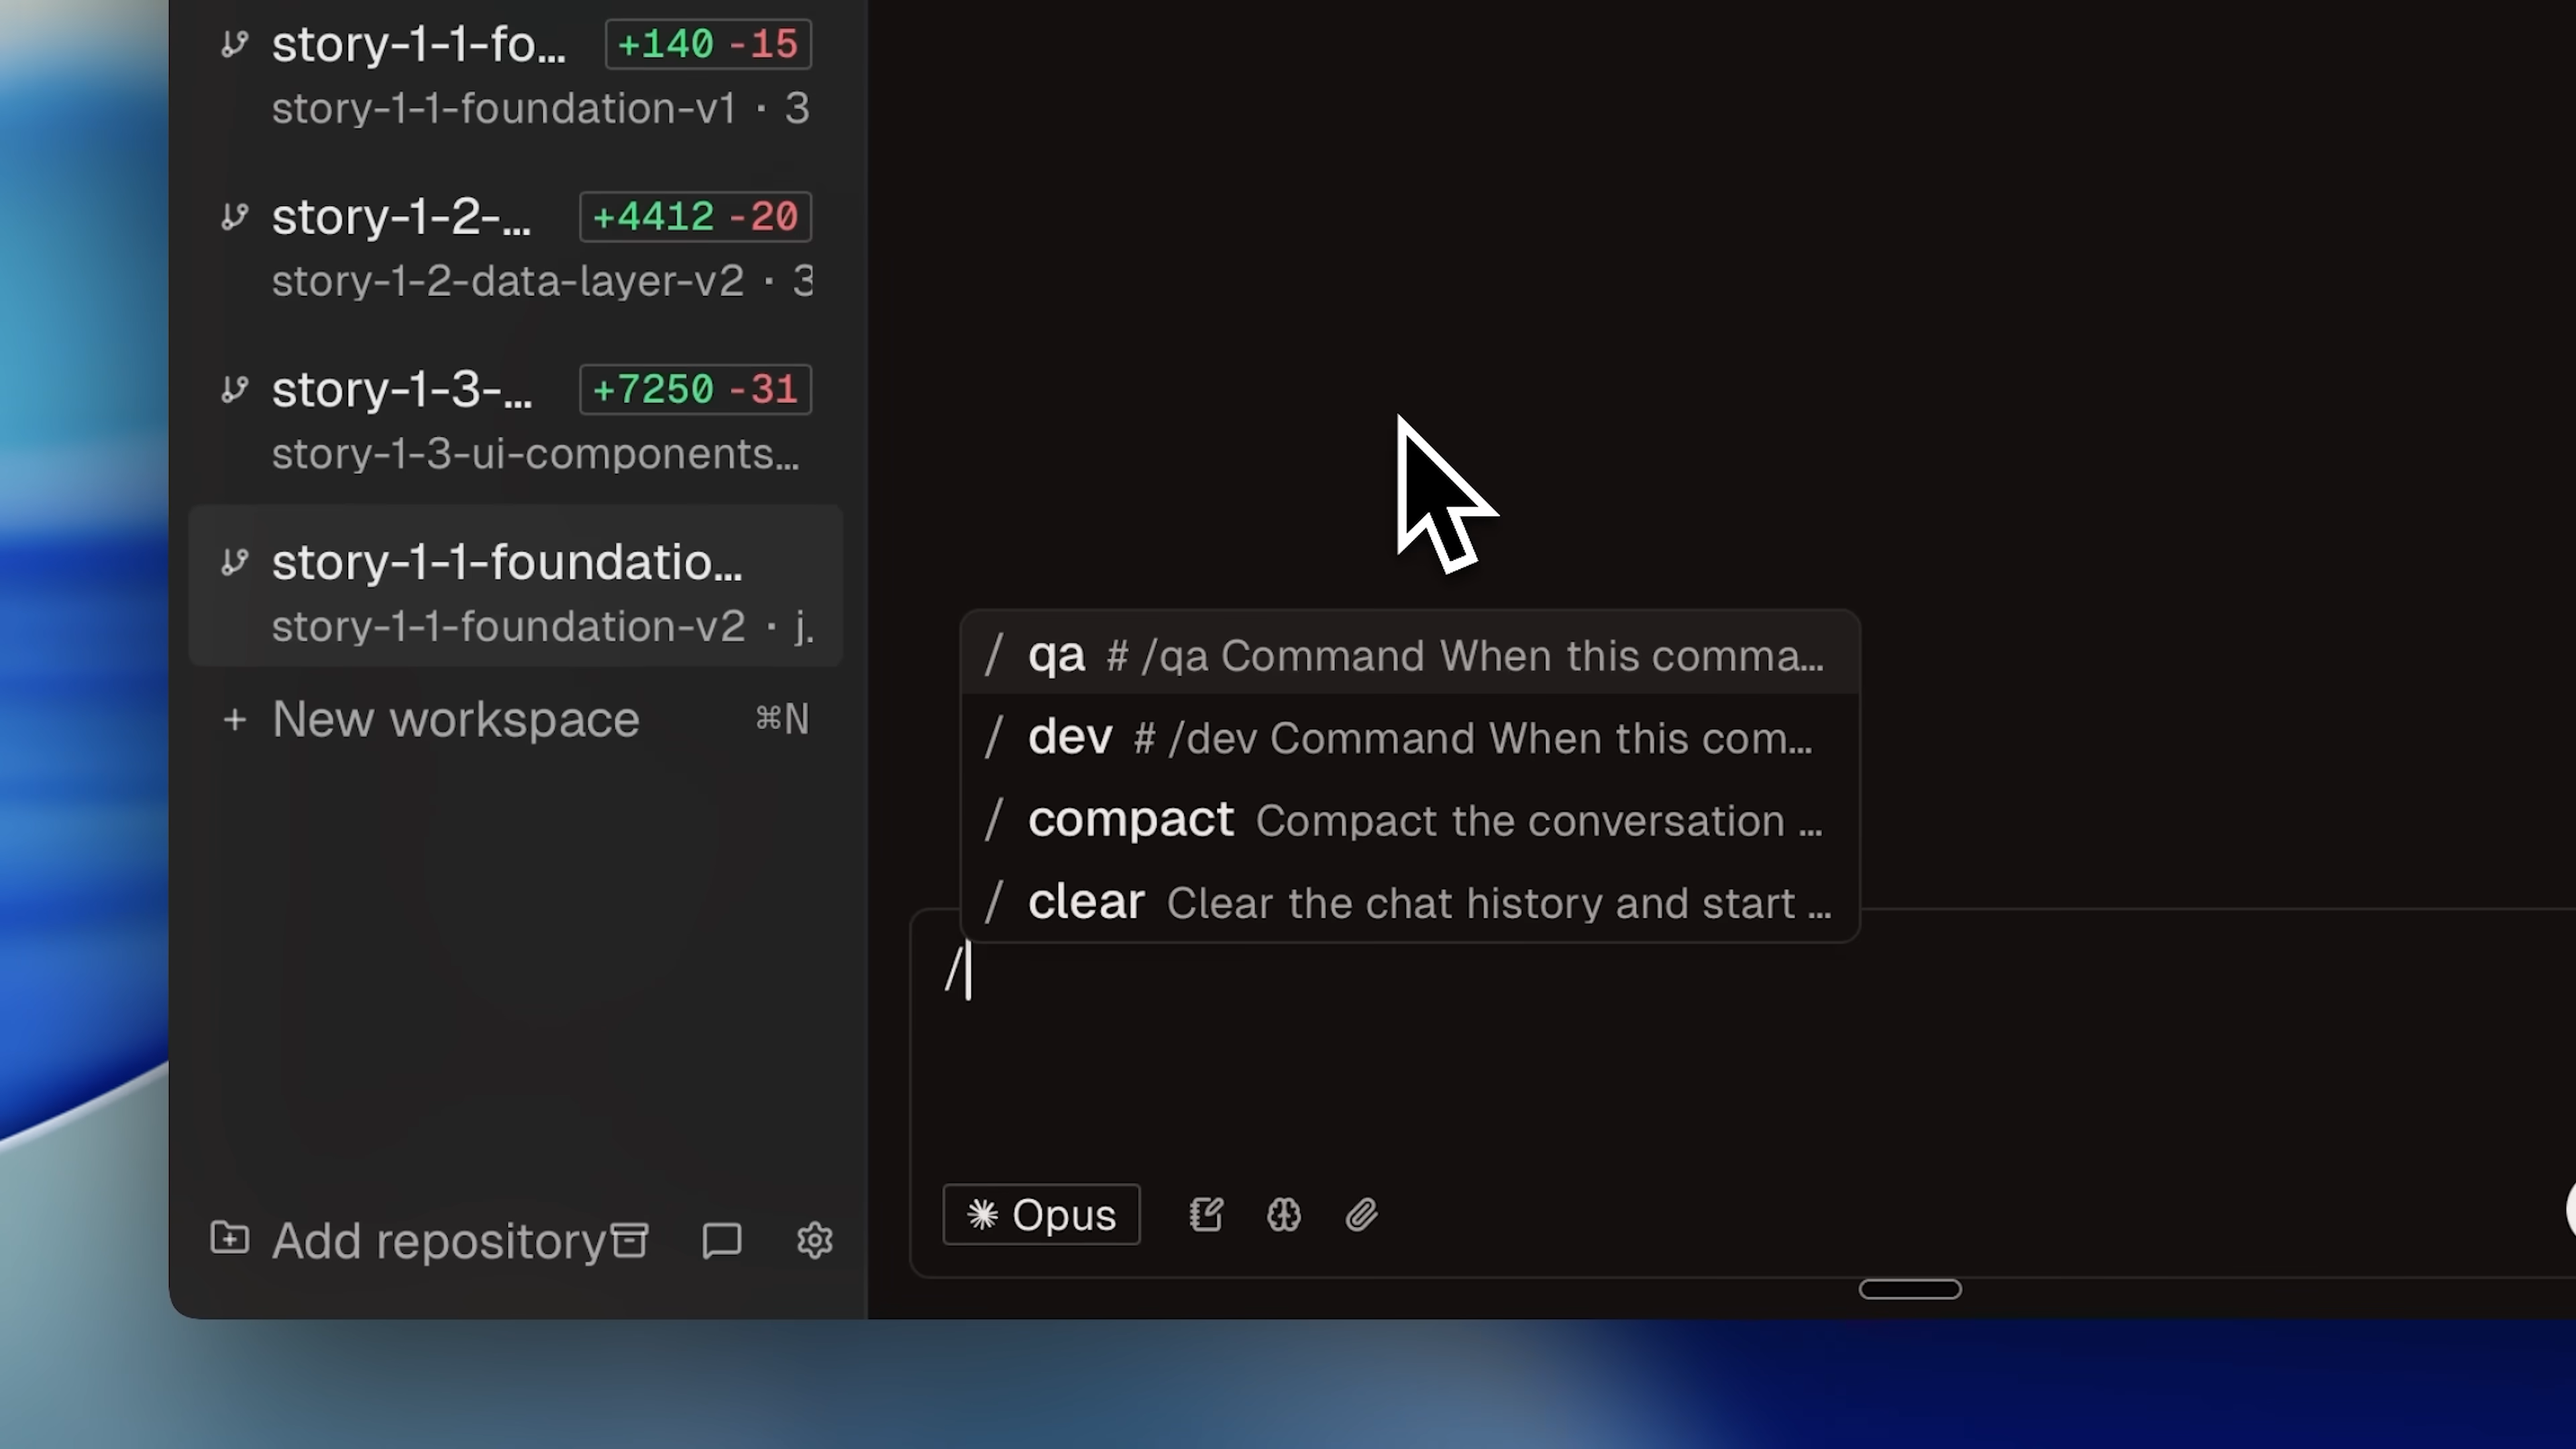 story-1-1-fo... +140 -15
story-1-1-foundation-v1 · 3
story-1-2-... +4412 -20
story-1-2-data-layer-v2 · 3
story-1-3-... +7250 -31
story-1-3-ui-components...
story-1-1-foundatio...
story-1-1-foundation-v2 · j.
+ New workspace ⌘N
/ qa # /qa Command When this comma...
/ dev # /dev Command When this com...
/ compact Compact the conversation ...
/ clear Clear the chat history and start ...
/
Opus
Add repository